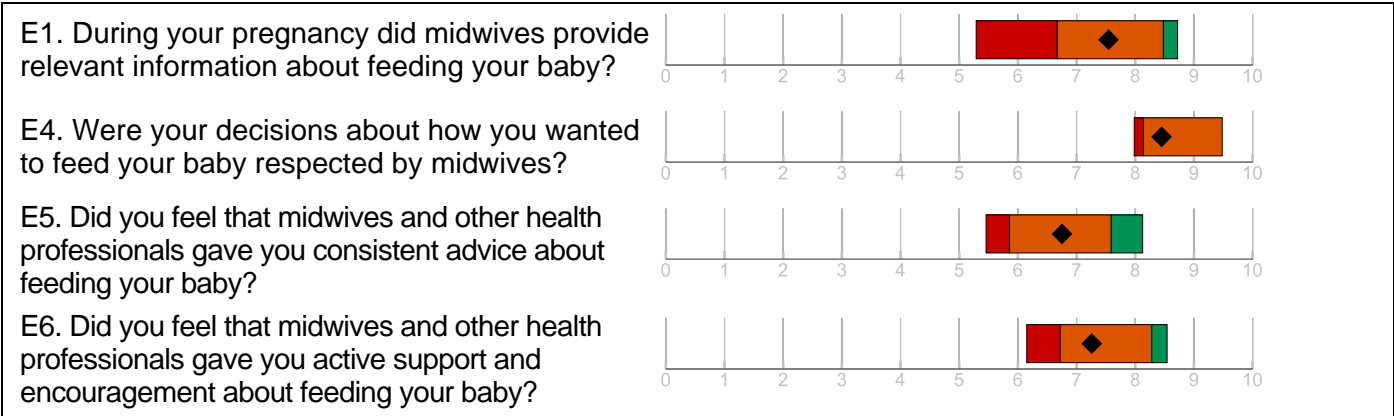 E1. During your pregnancy did midwives provide
relevant information about feeding your baby?
0 1 2 3 4 5 6 7 8 9 10
E4. Were your decisions about how you wanted
to feed your baby respected by midwives?
0 1 2 3 4 5 6 7 8 9 10
E5. Did you feel that midwives and other health
professionals gave you consistent advice about
feeding your baby?
0 1 2 3 4 5 6 7 8 9 10
E6. Did you feel that midwives and other health
professionals gave you active support and
encouragement about feeding your baby?
0 1 2 3 4 5 6 7 8 9 10